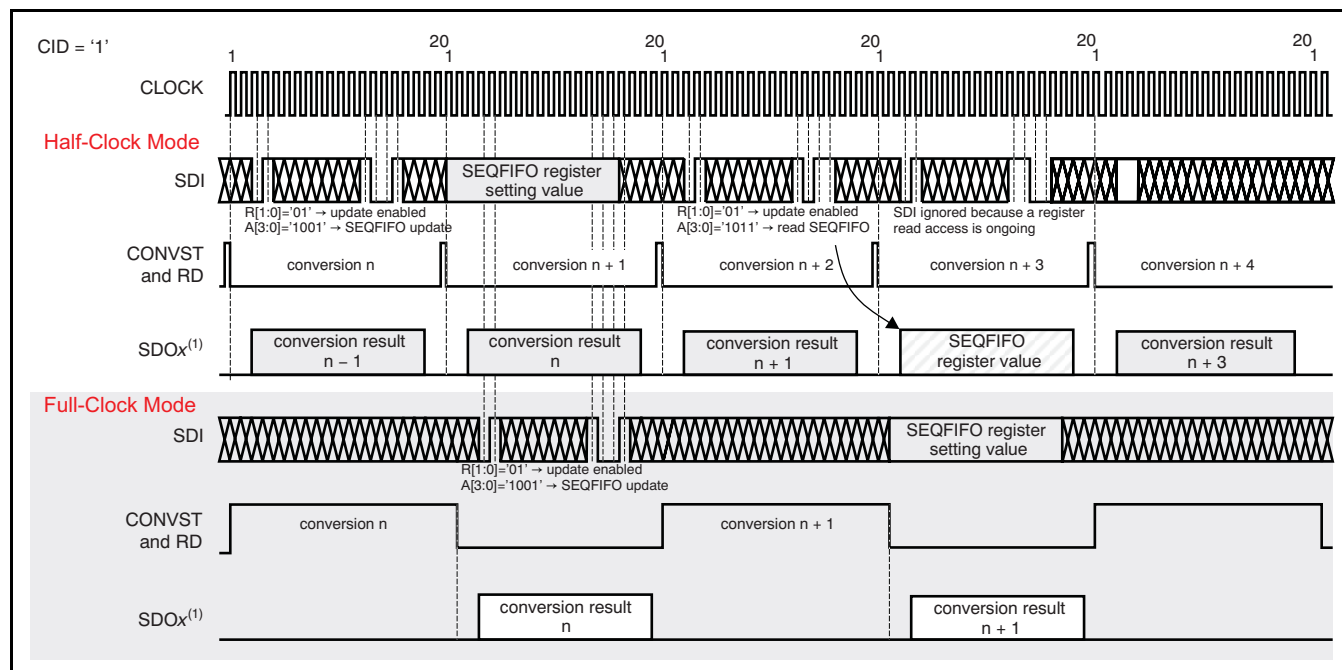 CID = ‘1’
1 20 1 20 1 20 1 20 1 20 1
CLOCK
Half-Clock Mode
SDI
SEQFIFO register
setting value
R[1:0]='01' → update enabled
A[3:0]='1001' → SEQFIFO update
R[1:0]='01' → update enabled
A[3:0]='1011' → read SEQFIFO
SDI ignored because a register
read access is ongoing
CONVST
and RD
conversion n
conversion n + 1
conversion n + 2
conversion n + 3
conversion n + 4
SDOx(1)
conversion result
n − 1
conversion result
n
conversion result
n + 1
SEQFIFO
register value
conversion result
n + 3
Full-Clock Mode
SDI
SEQFIFO register
setting value
R[1:0]='01' → update enabled
A[3:0]='1001' → SEQFIFO update
CONVST
and RD
conversion n
conversion n + 1
SDOx(1)
conversion result
n
conversion result
n + 1